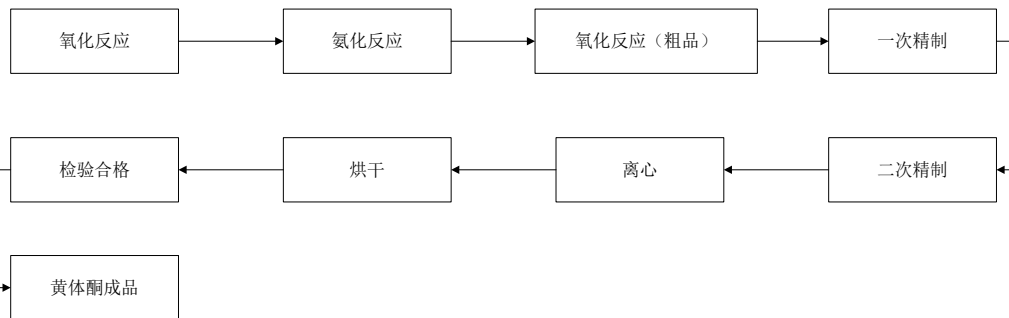 氧化反应
氨化反应
氧化反应（粗品）
一次精制
检验合格
烘干
离心
二次精制
黄体酮成品